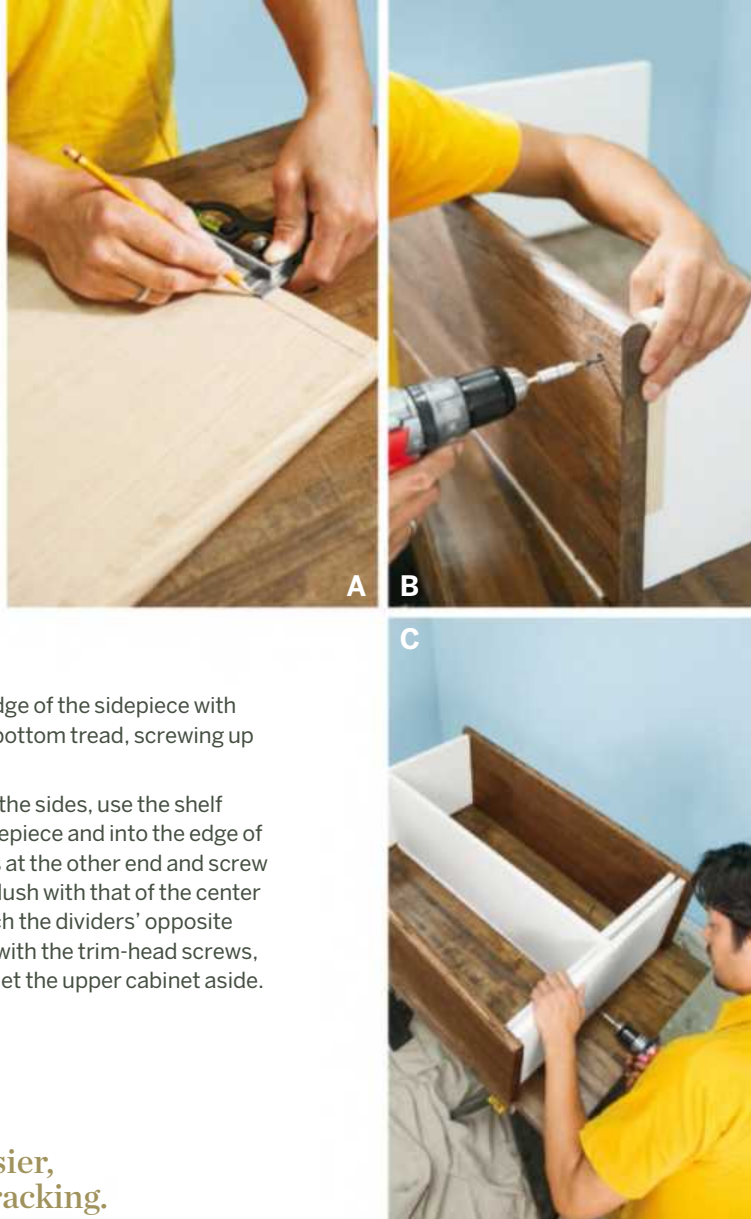 A
B
C
dge of the sidepiece with
bottom tread, screwing up
the sides, use the shelf
epiece and into the edge of
s at the other end and screw
lush with that of the center
ch the dividers' opposite
with the trim-head screws,
et the upper cabinet aside.
sier,
racking.